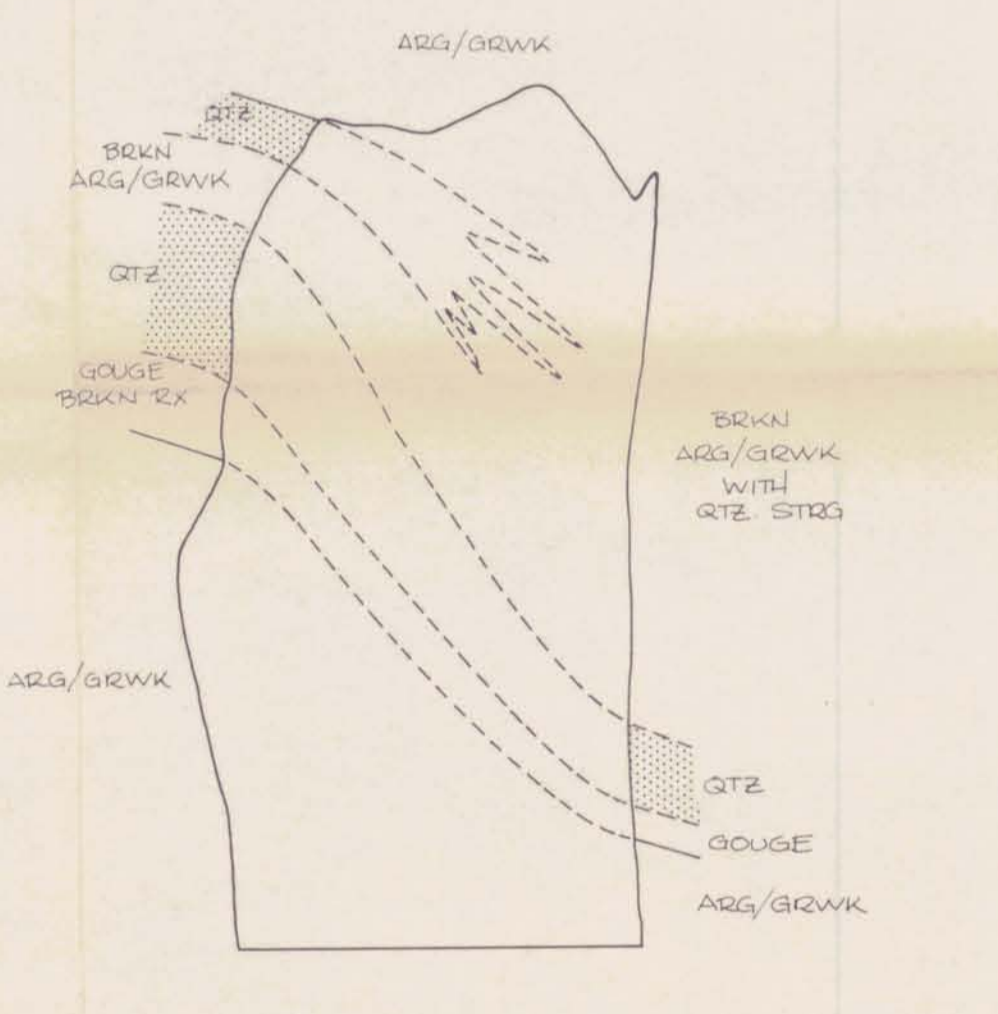 ARG/GRWK
QTZ
BRKN
ARG/GRWK
QTZ
GOUGE
BRKN RX
BRKN
ARG/GRWK
WITH
QTZ. STRG
ARG/GRWK
QTZ
GOUGE
ARG/GRWK